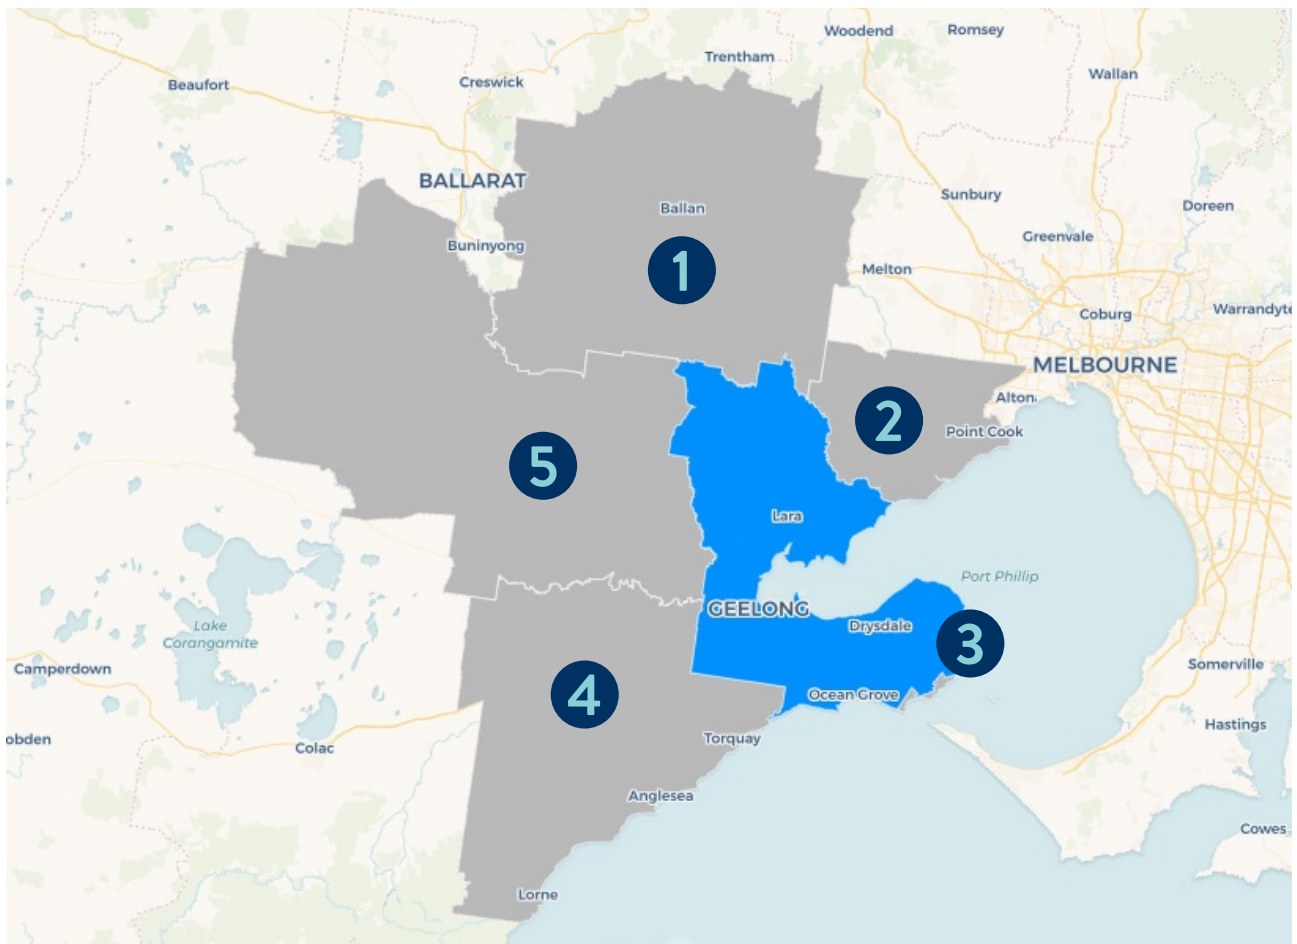 Woodend
Romsey
Trentham
Wallan
Creswick
Beaufort
BALLARAT
Sunbury
Doreen
Ballan
Greenvale
Buninyong
1
Melton
Coburg
Warrandyte
MELBOURNE
Altona
2
Point Cook
5
Lara
Port Phillip
GEELONG
Drysdale
Lake
Corangamite
3
Camperdown
Somerville
4
Ocean Grove
Hastings
obden
Colac
Torquay
Anglesea
Cowes
Lorne